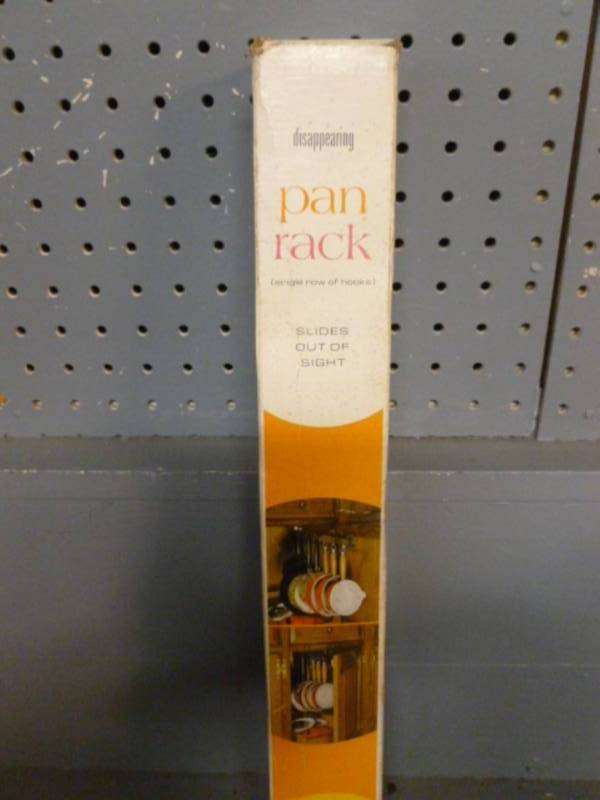 disappearing
pan
rack
(single row of hooks)
SLIDES
OUT OF
SIGHT